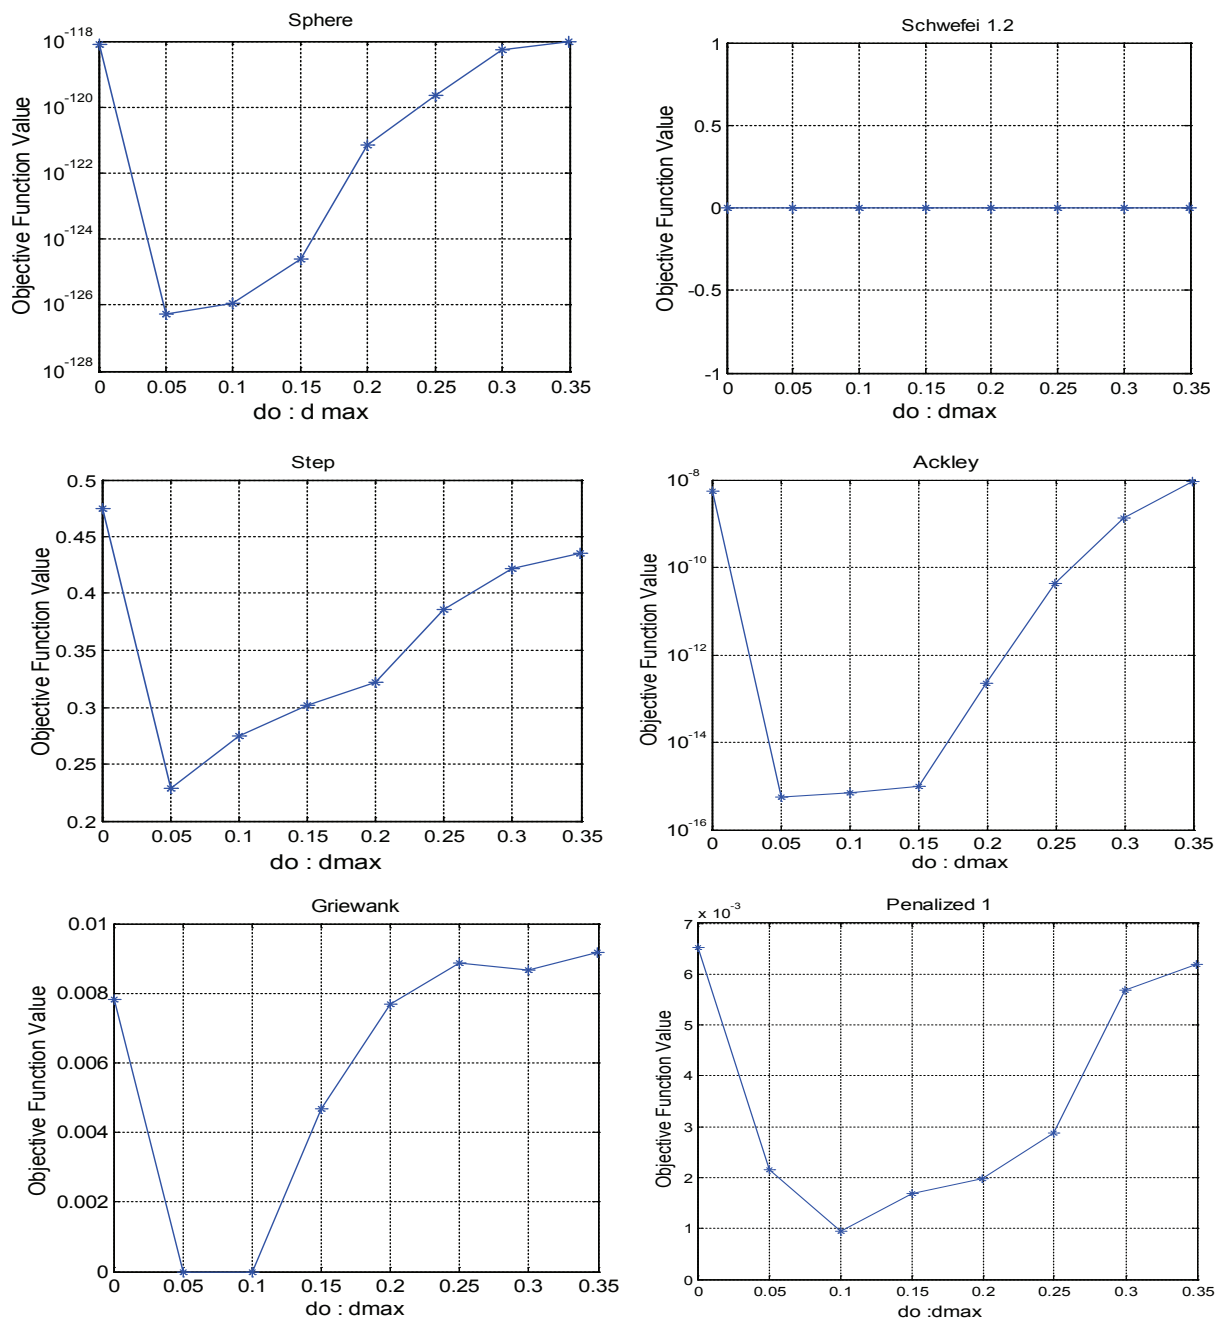 Sphere
Objective Function Value
10^-118
10^-120
10^-122
10^-124
10^-126
10^-128
0 0.05 0.1 0.15 0.2 0.25 0.3 0.35
do : d max
Schwefei 1.2
Objective Function Value
1
0.5
0
-0.5
-1
0 0.05 0.1 0.15 0.2 0.25 0.3 0.35
do : dmax
Step
Objective Function Value
0.5
0.45
0.4
0.35
0.3
0.25
0.2
0 0.05 0.1 0.15 0.2 0.25 0.3 0.35
do : dmax
Ackley
Objective Function Value
10^-8
10^-10
10^-12
10^-14
10^-16
0 0.05 0.1 0.15 0.2 0.25 0.3 0.35
do : dmax
Griewank
Objective Function Value
0.01
0.008
0.006
0.004
0.002
0
0 0.05 0.1 0.15 0.2 0.25 0.3 0.35
do : dmax
Penalized 1
x 10^-3
Objective Function Value
7
6
5
4
3
2
1
0
0 0.05 0.1 0.15 0.2 0.25 0.3 0.35
do :dmax